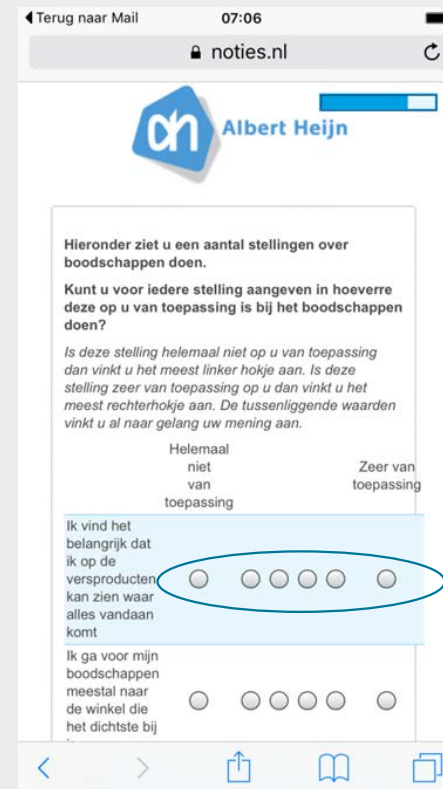 Terug naar Mail 07:06
noties.nl
ah Albert Heijn
Hieronder ziet u een aantal stellingen over
boodschappen doen.
Kunt u voor iedere stelling aangeven in hoeverre
deze op u van toepassing is bij het boodschappen
doen?
Is deze stelling helemaal niet op u van toepassing
dan vinkt u het meest linker hokje aan. Is deze
stelling zeer van toepassing op u dan vinkt u het
meest rechterhokje aan. De tussenliggende waarden
vinkt u al naar gelang uw mening aan.
Helemaal
niet
van
toepassing
Zeer van
toepassing
Ik vind het
belangrijk dat
ik op de
versproducten
kan zien waar
alles vandaan
komt
Ik ga voor mijn
boodschappen
meestal naar
de winkel die
het dichtste bij